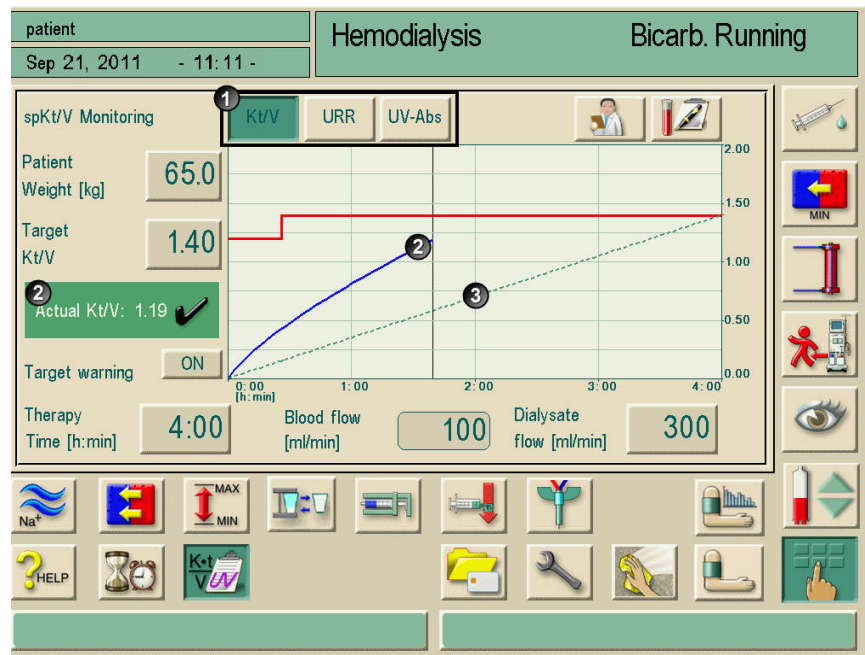 patient
Sep 21, 2011 - 11:11 -
Hemodialysis Bicarb. Running
1
spKt/V Monitoring Kt/V URR UV-Abs
Patient
Weight [kg] 65.0
Target
Kt/V 1.40
2
Actual Kt/V: 1.19
Target warning ON
2.00
1.50
1.00
0.50
0.00
2
3
0:00 1:00 2:00 3:00 4:00
[h:min]
Therapy
Time [h:min] 4:00
Blood flow
[ml/min] 100
Dialysate
flow [ml/min] 300
MIN
Na+
MAX
MIN
?HELP
K•t
V UV